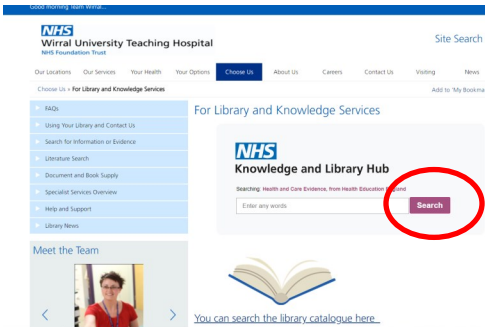 Good morning Team Wirral...
NHS
Wirral University Teaching Hospital
NHS Foundation Trust
Site Search
Our Locations Our Services Your Health Your Options Choose Us About Us Careers Contact Us Visiting News
Choose Us » For Library and Knowledge Services
Add to 'My Bookma
FAQs
Using Your Library and Contact Us
Search for Information or Evidence
Literature Search
Document and Book Supply
Specialist Services Overview
Help and Support
Library News
Meet the Team
For Library and Knowledge Services
NHS
Knowledge and Library Hub
Searching: Health and Care Evidence, from Health Education England
Enter any words
Search
You can search the library catalogue here